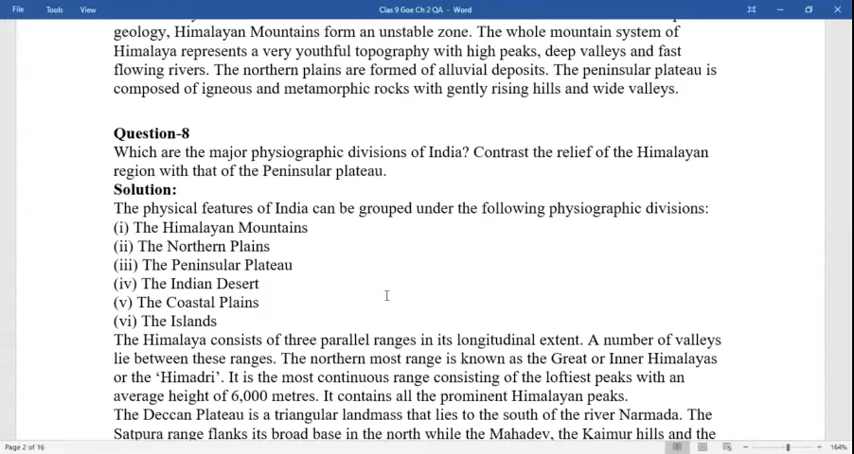 File Tools View Clas 9 Goe Ch 2 QA - Word
geology, Himalayan Mountains form an unstable zone. The whole mountain system of
Himalaya represents a very youthful topography with high peaks, deep valleys and fast
flowing rivers. The northern plains are formed of alluvial deposits. The peninsular plateau is
composed of igneous and metamorphic rocks with gently rising hills and wide valleys.
Question-8
Which are the major physiographic divisions of India? Contrast the relief of the Himalayan
region with that of the Peninsular plateau.
Solution:
The physical features of India can be grouped under the following physiographic divisions:
(i) The Himalayan Mountains
(ii) The Northern Plains
(iii) The Peninsular Plateau
(iv) The Indian Desert
(v) The Coastal Plains
(vi) The Islands
The Himalaya consists of three parallel ranges in its longitudinal extent. A number of valleys
lie between these ranges. The northern most range is known as the Great or Inner Himalayas
or the ‘Himadri’. It is the most continuous range consisting of the loftiest peaks with an
average height of 6,000 metres. It contains all the prominent Himalayan peaks.
The Deccan Plateau is a triangular landmass that lies to the south of the river Narmada. The
Satpura range flanks its broad base in the north while the Mahadev, the Kaimur hills and the
Page 2 of 16 164%